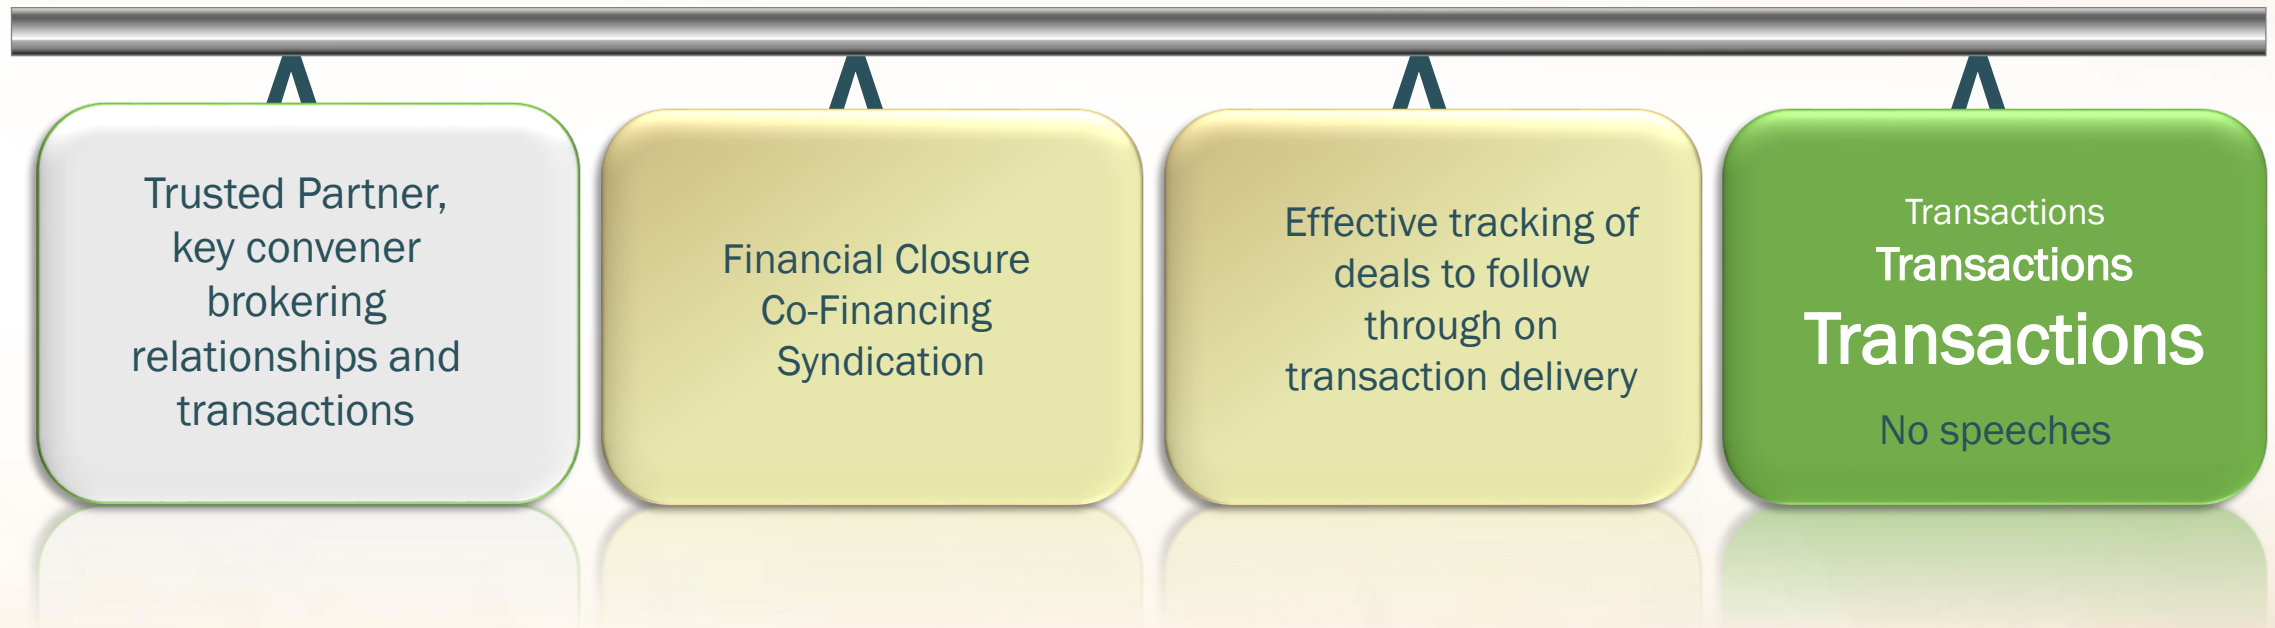 Trusted Partner,
key convener
brokering
relationships and
transactions
Financial Closure
Co-Financing
Syndication
Effective tracking of
deals to follow
through on
transaction delivery
Transactions
Transactions
Transactions
No speeches